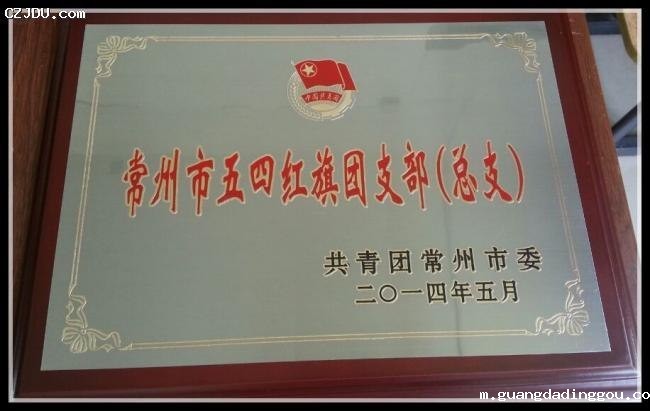 CZJDU.COM
中国共青团
常州市五四红旗团支部(总支)
共青团常州市委
二〇一四年五月
m.guangdadinggou.com